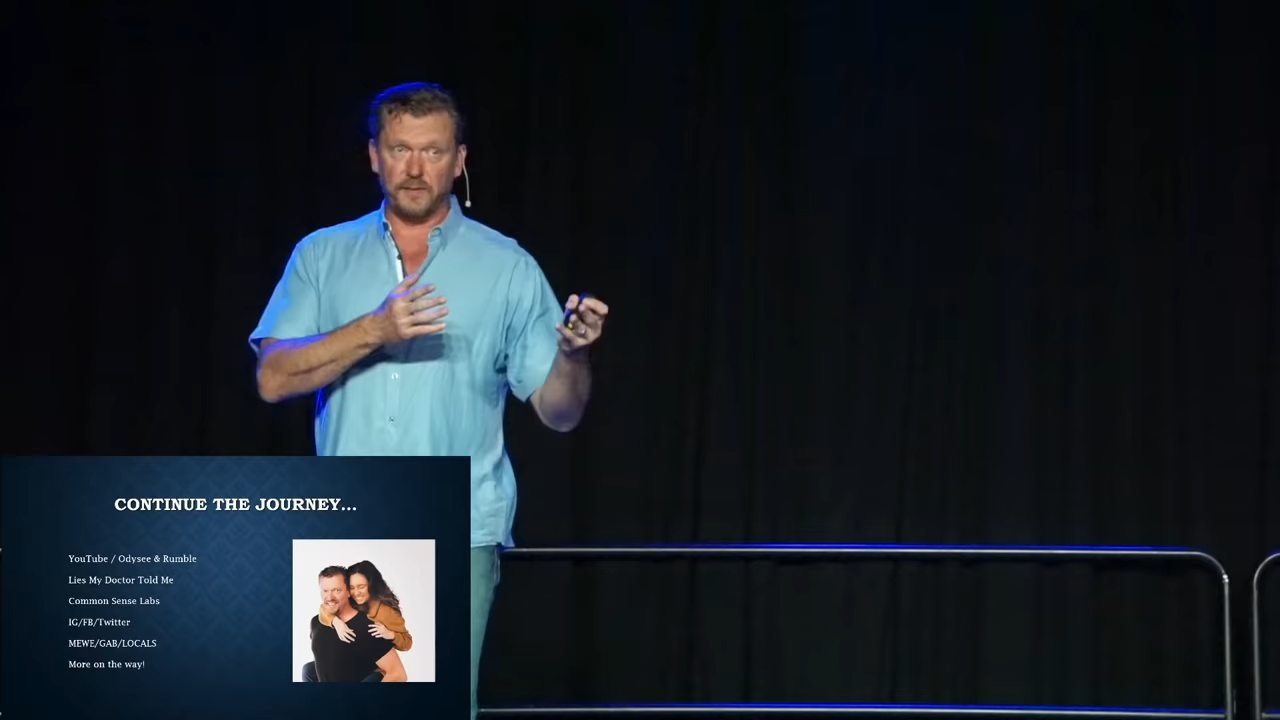 CONTINUE THE JOURNEY...
YouTube / Odysee & Rumble
Lies My Doctor Told Me
Common Sense Labs
IG/FB/Twitter
MEWE/GAB/LOCALS
More on the way!